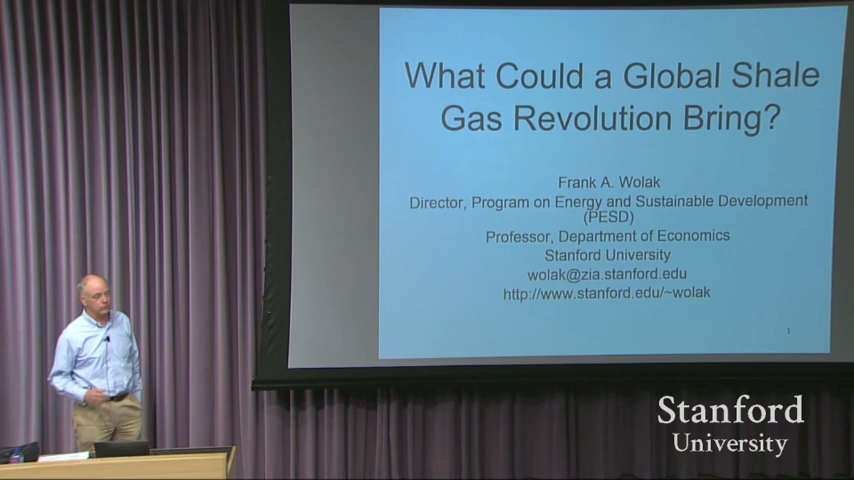 What Could a Global Shale
Gas Revolution Bring?
Frank A. Wolak
Director, Program on Energy and Sustainable Development
(PESD)
Professor, Department of Economics
Stanford University
wolak@zia.stanford.edu
http://www.stanford.edu/~wolak
1
Stanford
University